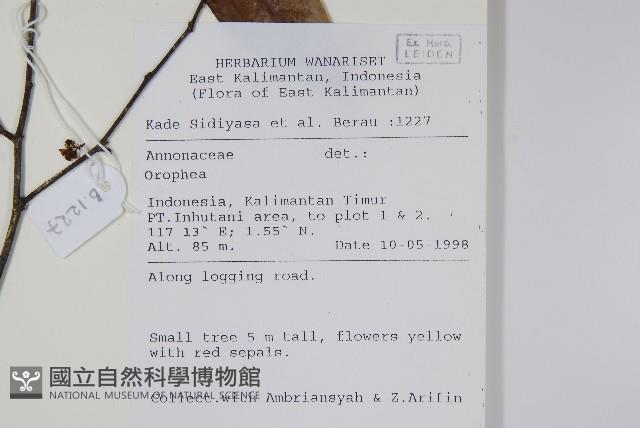 Ex Herb.
LEIDEN
HERBARIUM WANARISET
East Kalimantan, Indonesia
(Flora of East Kalimantan)
Kade Sidiyasa et al. Berau :1227
Annonaceae det.:
Orophea
Indonesia, Kalimantan Timur
PT.Inhutani area, to plot 1 & 2.
117 13` E; 1.55` N.
Alt. 85 m. Date 10-05-1998
Along logging road.
Small tree 5 m tall, flowers yellow
with red sepals.
Collect.with Ambriansyah & Z.Arifin
b1227
國立自然科學博物館
NATIONAL MUSEUM OF NATURAL SCIENCE